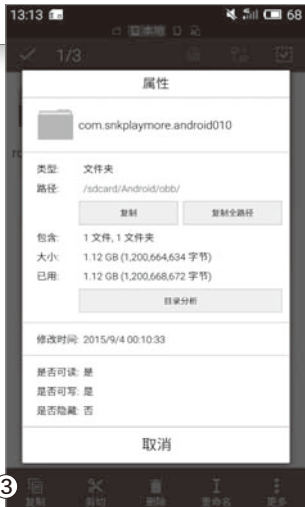 13:13 68
本地
1/3
属性
com.snkplaymore.android010
类型: 文件夹
路径: /sdcard/Android/obb/
复制 复制全路径
包含: 1 文件, 1 文件夹
大小: 1.12 GB (1,200,664,634 字节)
已用: 1.12 GB (1,200,668,672 字节)
目录分析
修改时间: 2015/9/4 00:10:33
是否可读: 是
是否可写: 是
是否隐藏: 否
取消
3
复制 剪切 删除 重命名 更多